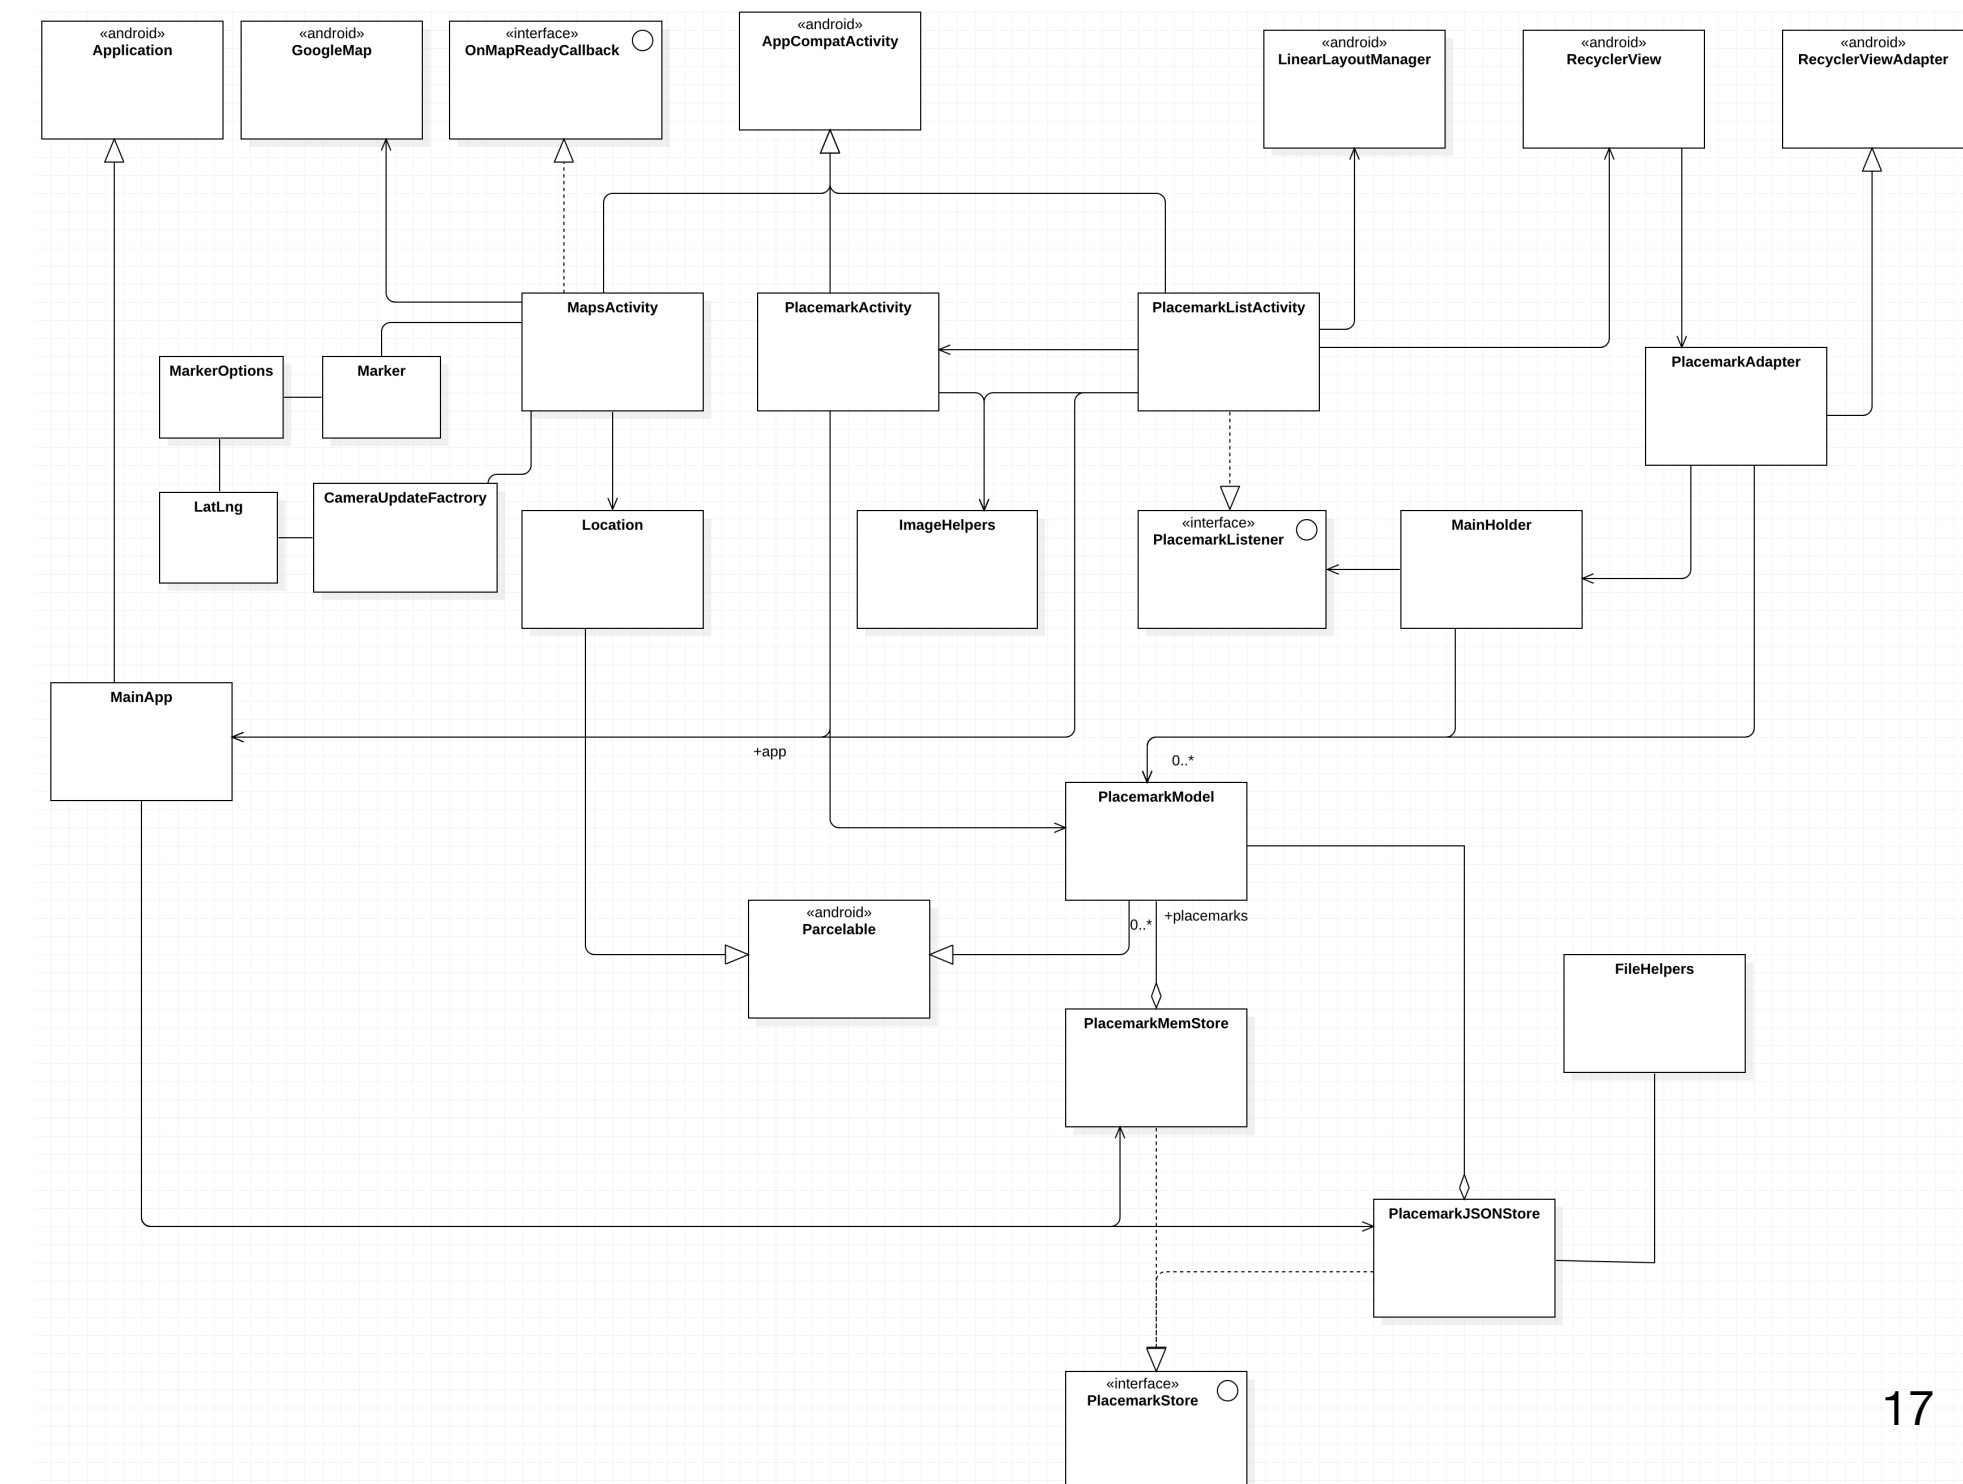 «android»
Application
«android»
GoogleMap
«interface»
OnMapReadyCallback
«android»
AppCompatActivity
«android»
LinearLayoutManager
«android»
RecyclerView
«android»
RecyclerViewAdapter
MapsActivity
PlacemarkActivity
PlacemarkListActivity
MarkerOptions
Marker
PlacemarkAdapter
LatLng
CameraUpdateFactrory
Location
ImageHelpers
«interface»
PlacemarkListener
MainHolder
MainApp
+app
0..*
PlacemarkModel
«android»
Parcelable
0..*
+placemarks
FileHelpers
PlacemarkMemStore
PlacemarkJSONStore
«interface»
PlacemarkStore
17